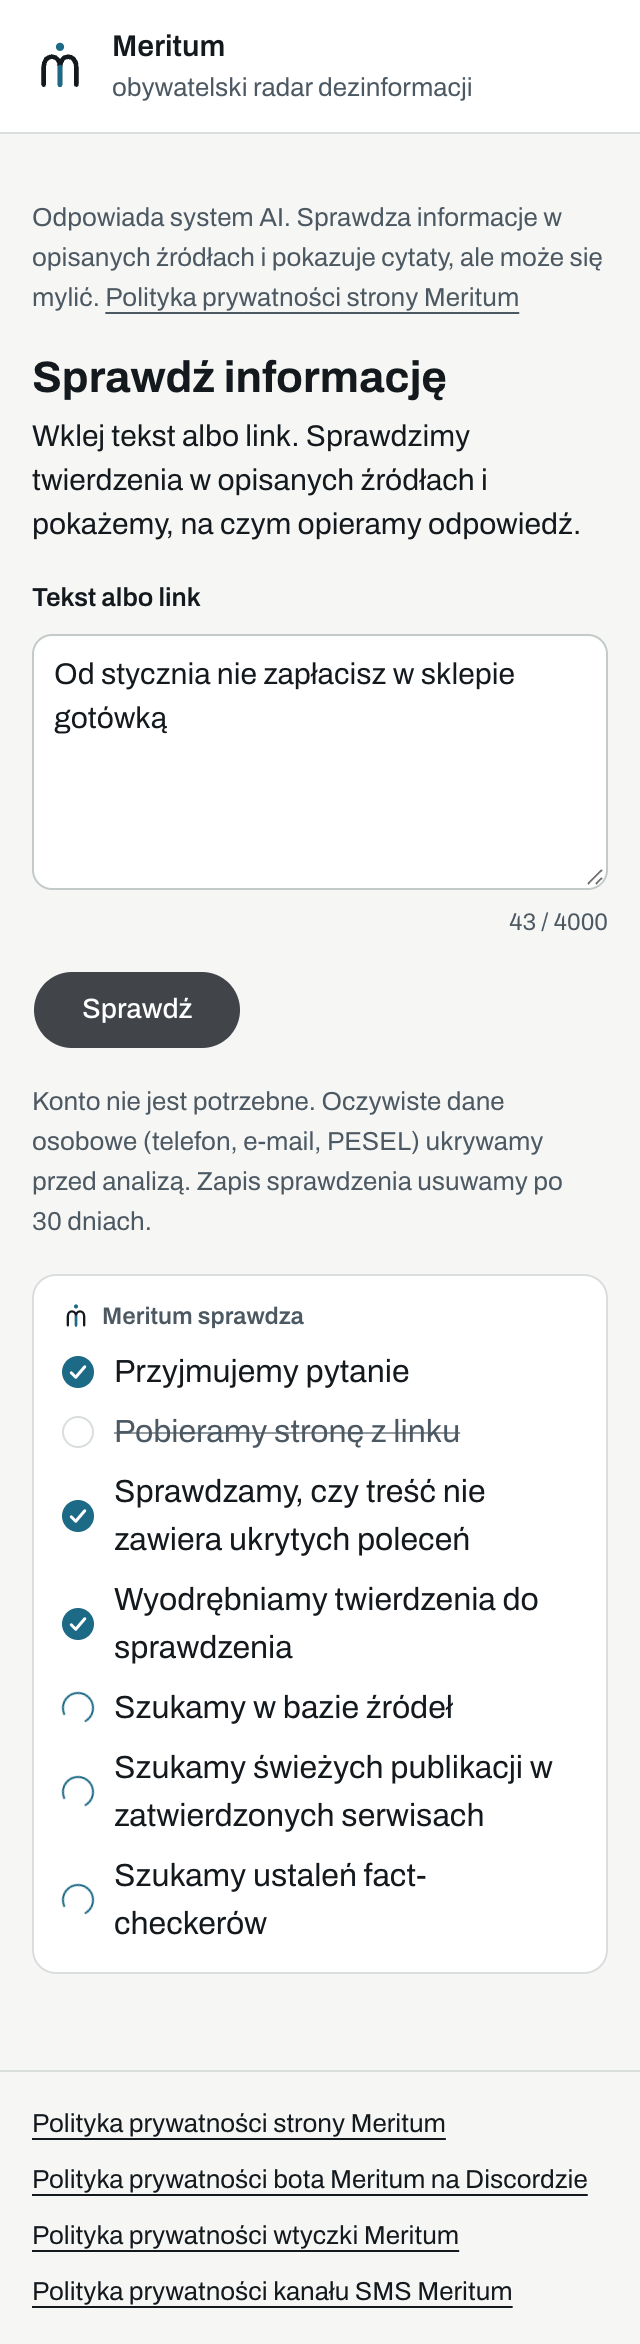 Meritum
obywatelski radar dezinformacji
Odpowiada system AI. Sprawdza informacje w
opisanych źródłach i pokazuje cytaty, ale może się
mylić. Polityka prywatności strony Meritum
Sprawdź informację
Wklej tekst albo link. Sprawdzimy
twierdzenia w opisanych źródłach i
pokażemy, na czym opieramy odpowiedź.
Tekst albo link
Od stycznia nie zapłacisz w sklepie
gotówką
43 / 4000
Sprawdź
Konto nie jest potrzebne. Oczywiste dane
osobowe (telefon, e-mail, PESEL) ukrywamy
przed analizą. Zapis sprawdzenia usuwamy po
30 dniach.
Meritum sprawdza
Przyjmujemy pytanie
Pobieramy stronę z linku
Sprawdzamy, czy treść nie
zawiera ukrytych poleceń
Wyodrębniamy twierdzenia do
sprawdzenia
Szukamy w bazie źródeł
Szukamy świeżych publikacji w
zatwierdzonych serwisach
Szukamy ustaleń fact-
checkerów
Polityka prywatności strony Meritum
Polityka prywatności bota Meritum na Discordzie
Polityka prywatności wtyczki Meritum
Polityka prywatności kanału SMS Meritum